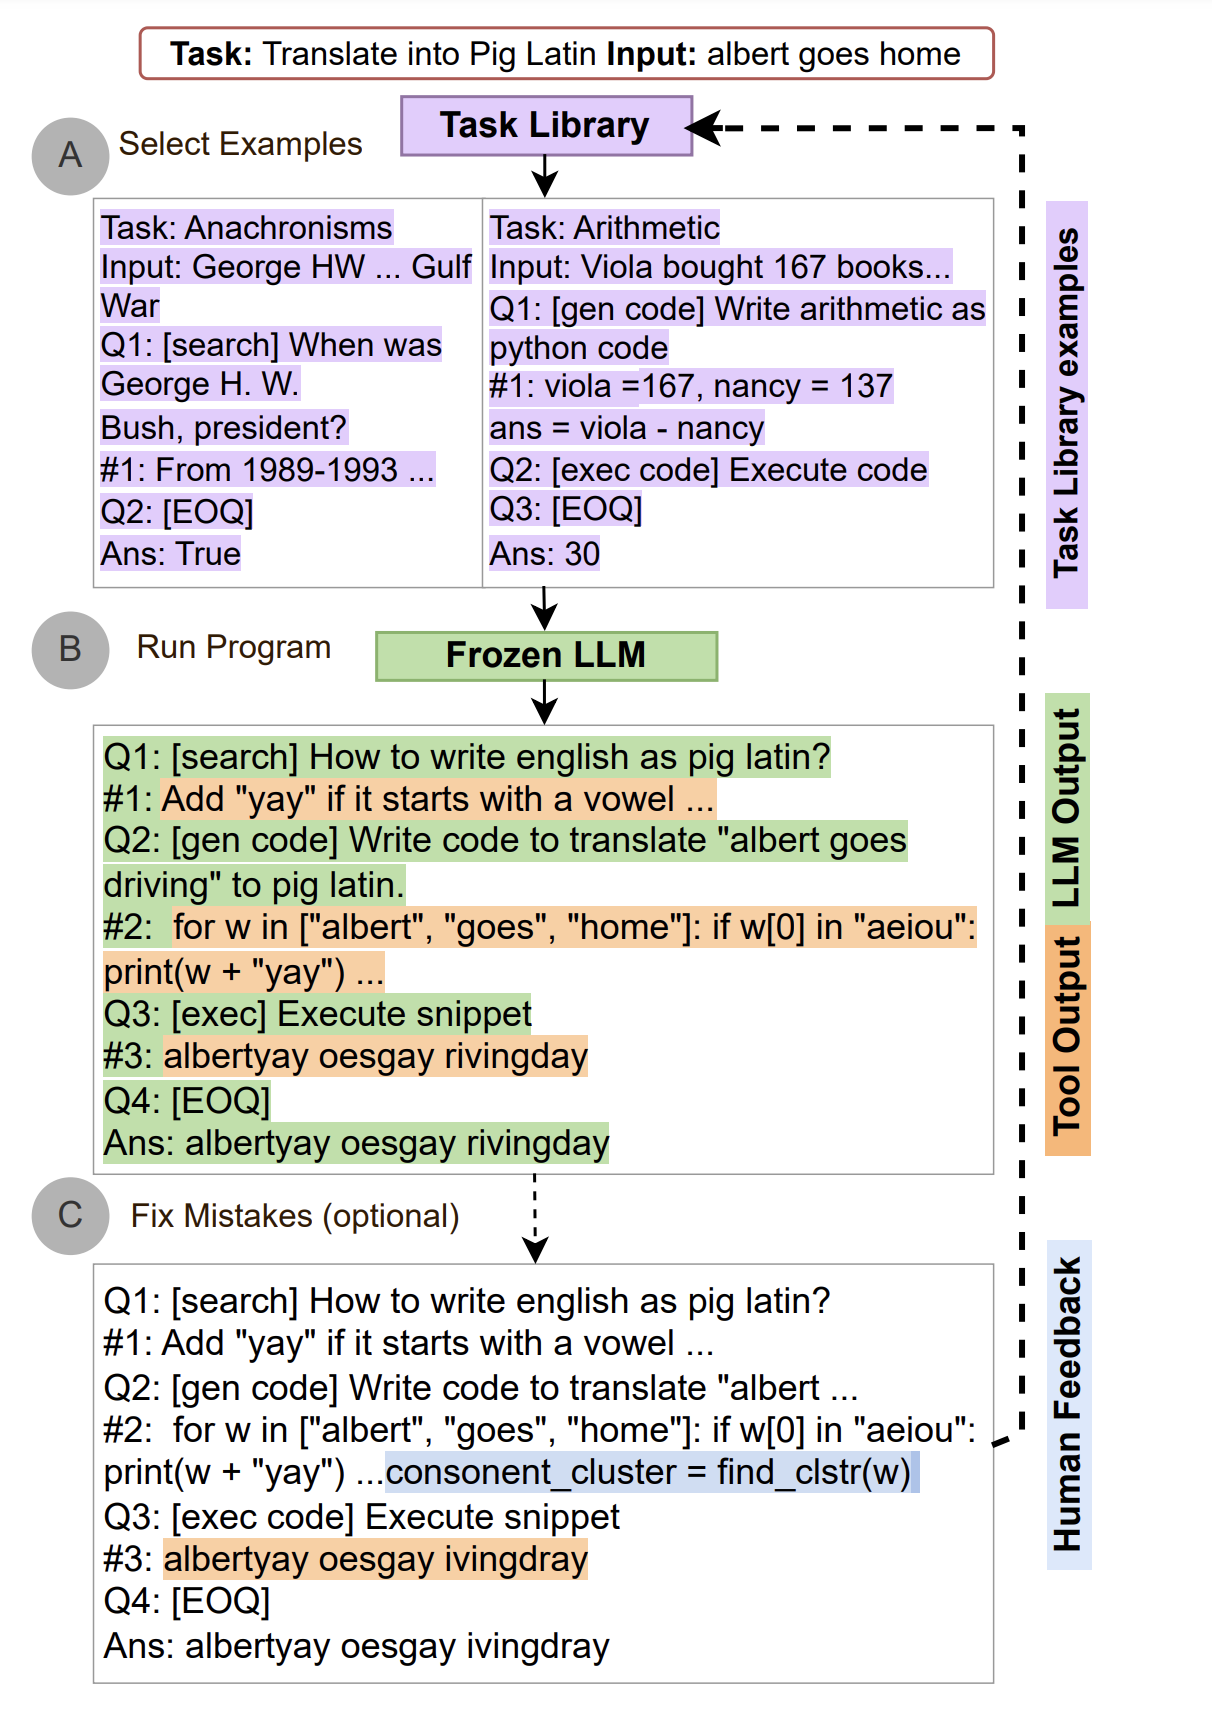 Task: Translate into Pig Latin Input: albert goes home
Task Library
A
Select Examples
Task: Anachronisms
Input: George HW ... Gulf
War
Q1: [search] When was
George H. W.
Bush, president?
#1: From 1989-1993 ...
Q2: [EOQ]
Ans: True
Task: Arithmetic
Input: Viola bought 167 books...
Q1: [gen code] Write arithmetic as
python code
#1: viola =167, nancy = 137
ans = viola - nancy
Q2: [exec code] Execute code
Q3: [EOQ]
Ans: 30
Task Library examples
B
Run Program
Frozen LLM
Q1: [search] How to write english as pig latin?
#1: Add "yay" if it starts with a vowel ...
Q2: [gen code] Write code to translate "albert goes
driving" to pig latin.
#2: for w in ["albert", "goes", "home"]: if w[0] in "aeiou":
print(w + "yay") ...
Q3: [exec] Execute snippet
#3: albertyay oesgay rivingday
Q4: [EOQ]
Ans: albertyay oesgay rivingday
LLM Output
Tool Output
C
Fix Mistakes (optional)
Q1: [search] How to write english as pig latin?
#1: Add "yay" if it starts with a vowel ...
Q2: [gen code] Write code to translate "albert ...
#2: for w in ["albert", "goes", "home"]: if w[0] in "aeiou":
print(w + "yay") ...consonent_cluster = find_clstr(w)
Q3: [exec code] Execute snippet
#3: albertyay oesgay ivingdray
Q4: [EOQ]
Ans: albertyay oesgay ivingdray
Human Feedback